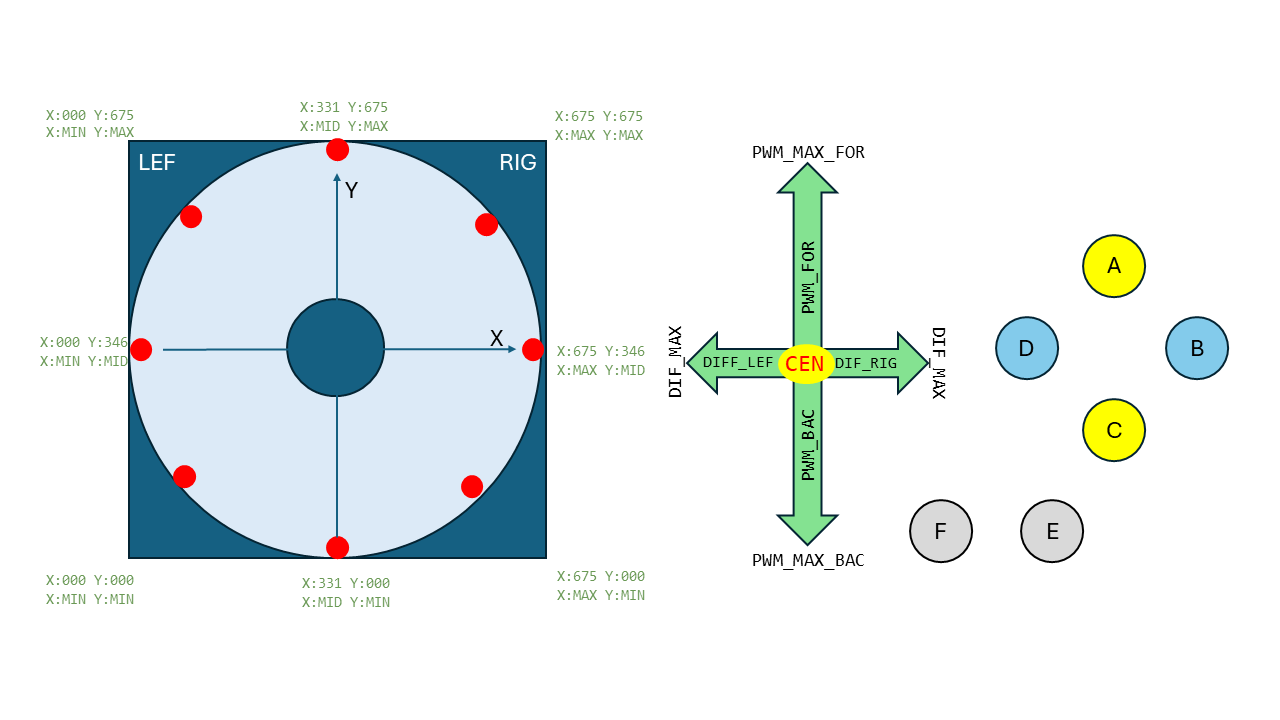 X:000 Y:675
X:MIN Y:MAX
X:331 Y:675
X:MID Y:MAX
X:675 Y:675
X:MAX Y:MAX
LEF
RIG
Y
X
X:000 Y:346
X:MIN Y:MID
X:675 Y:346
X:MAX Y:MID
X:000 Y:000
X:MIN Y:MIN
X:331 Y:000
X:MID Y:MIN
X:675 Y:000
X:MAX Y:MIN
PWM_MAX_FOR
PWM_FOR
DIF_MAX
DIFF_LEF
CEN
DIF_RIG
DIF_MAX
PWM_BAC
PWM_MAX_BAC
A
D
B
C
F
E